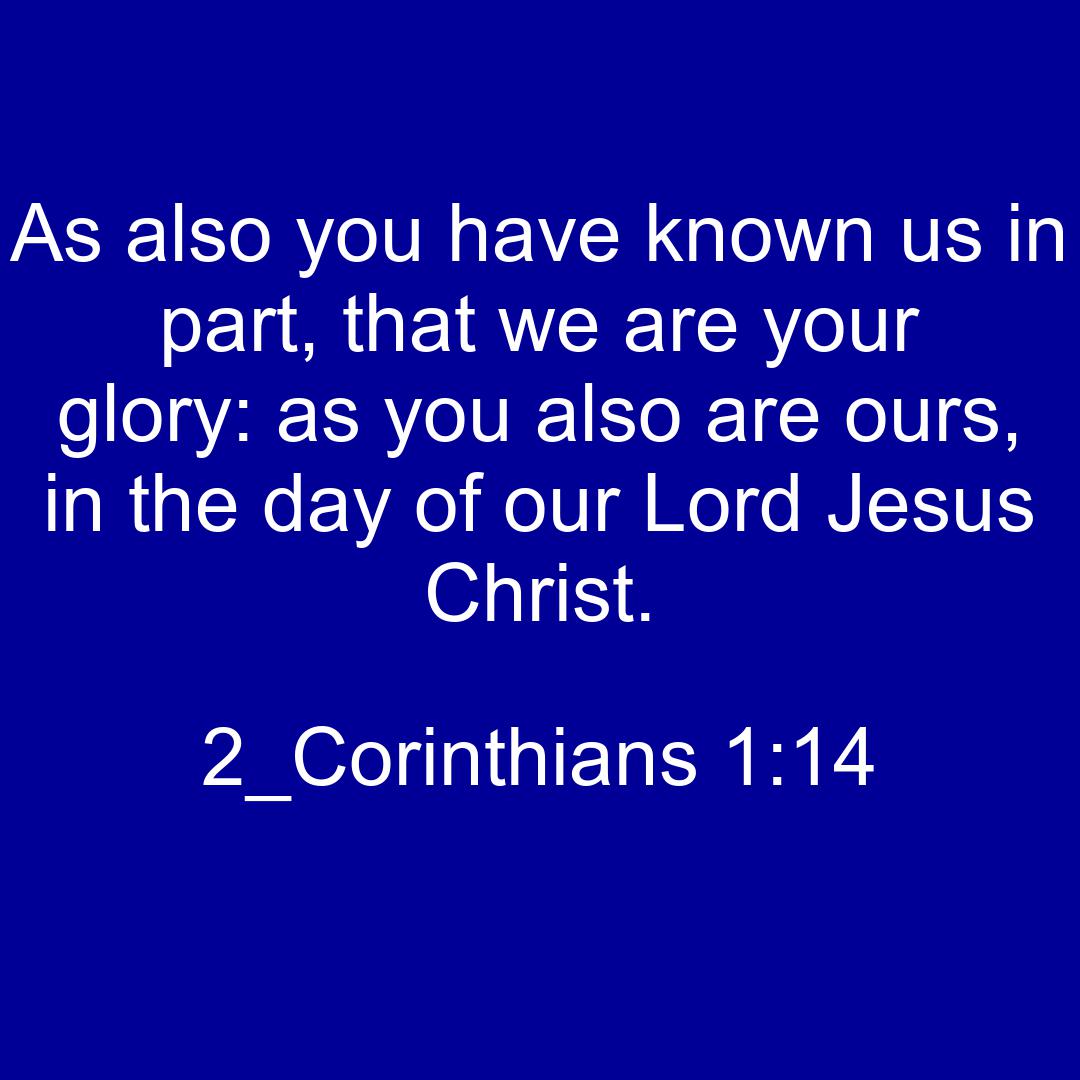 As also you have known us in
part, that we are your
glory: as you also are ours,
in the day of our Lord Jesus
Christ.
2_Corinthians 1:14